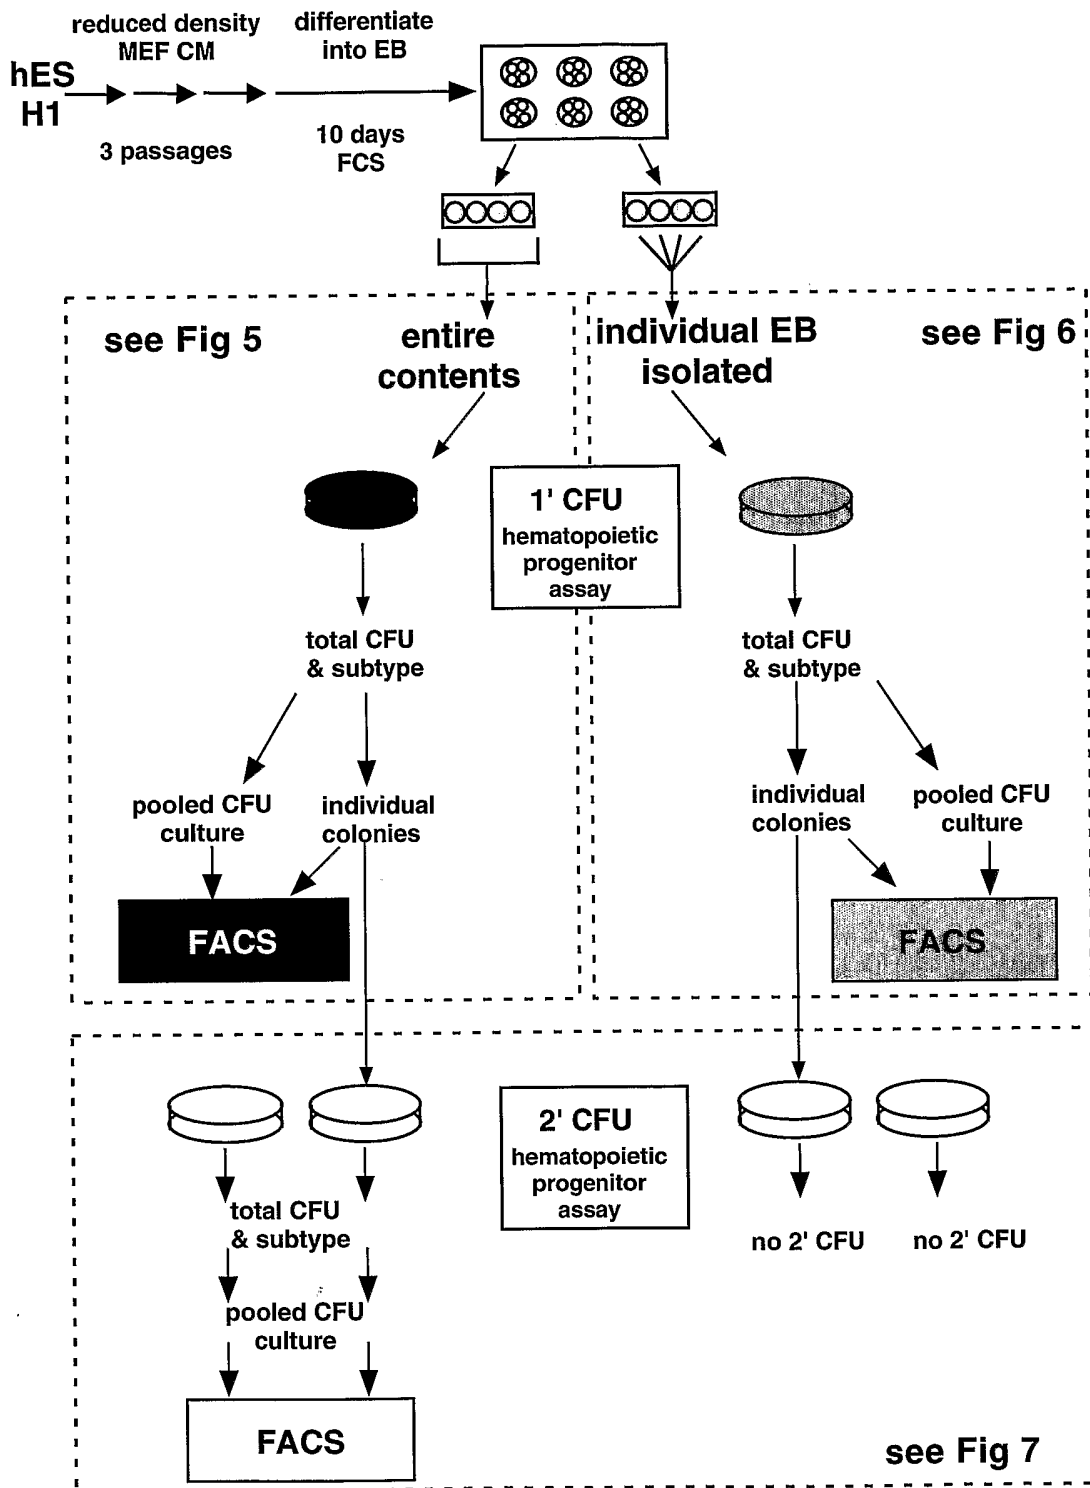 reduced density
MEF CM
differentiate
into EB
hES
H1
3 passages
10 days
FCS
see Fig 5
entire
contents
individual EB
isolated
see Fig 6
1' CFU
hematopoietic
progenitor
assay
total CFU
& subtype
total CFU
& subtype
pooled CFU
culture
individual
colonies
individual
colonies
pooled CFU
culture
FACS
FACS
2' CFU
hematopoietic
progenitor
assay
total CFU
& subtype
no 2' CFU
no 2' CFU
pooled CFU
culture
FACS
see Fig 7